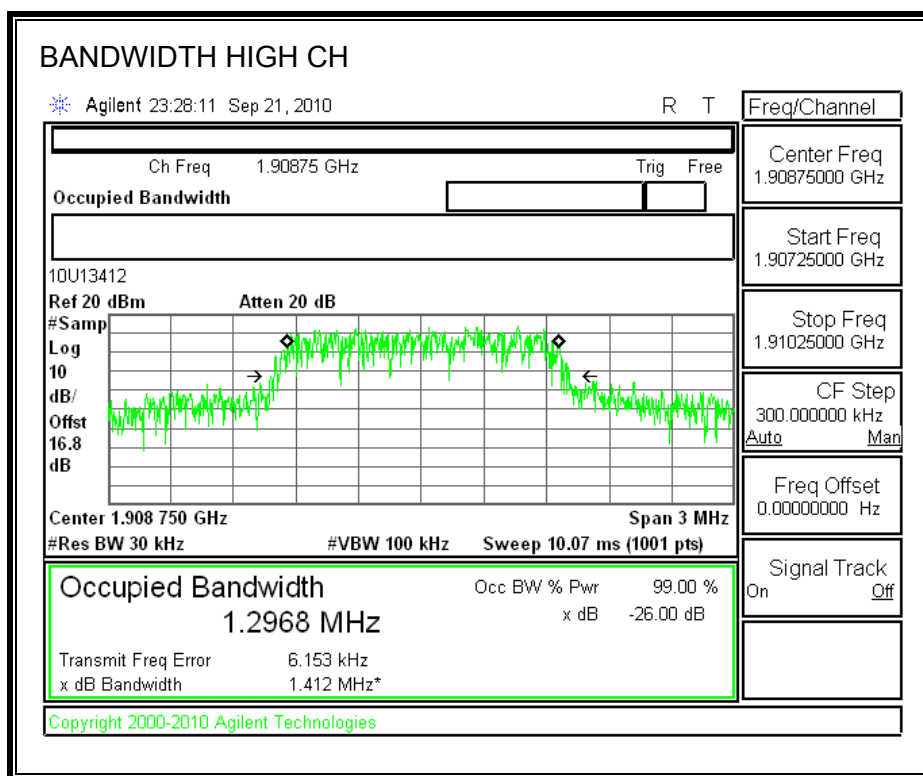 BANDWIDTH HIGH CH
Agilent 23:28:11 Sep 21, 2010 R T
Freq/Channel
Ch Freq 1.90875 GHz Trig Free
Occupied Bandwidth
Center Freq
1.90875000 GHz
Start Freq
1.90725000 GHz
Stop Freq
1.91025000 GHz
CF Step
300.000000 kHz
Auto Man
Freq Offset
0.00000000 Hz
Signal Track
On Off
10U13412
Ref 20 dBm Atten 20 dB
#Samp
Log
10
dB/
Offst
16.8
dB
Center 1.908 750 GHz Span 3 MHz
#Res BW 30 kHz #VBW 100 kHz Sweep 10.07 ms (1001 pts)
Occupied Bandwidth Occ BW % Pwr 99.00 %
1.2968 MHz x dB -26.00 dB
Transmit Freq Error 6.153 kHz
x dB Bandwidth 1.412 MHz*
Copyright 2000-2010 Agilent Technologies